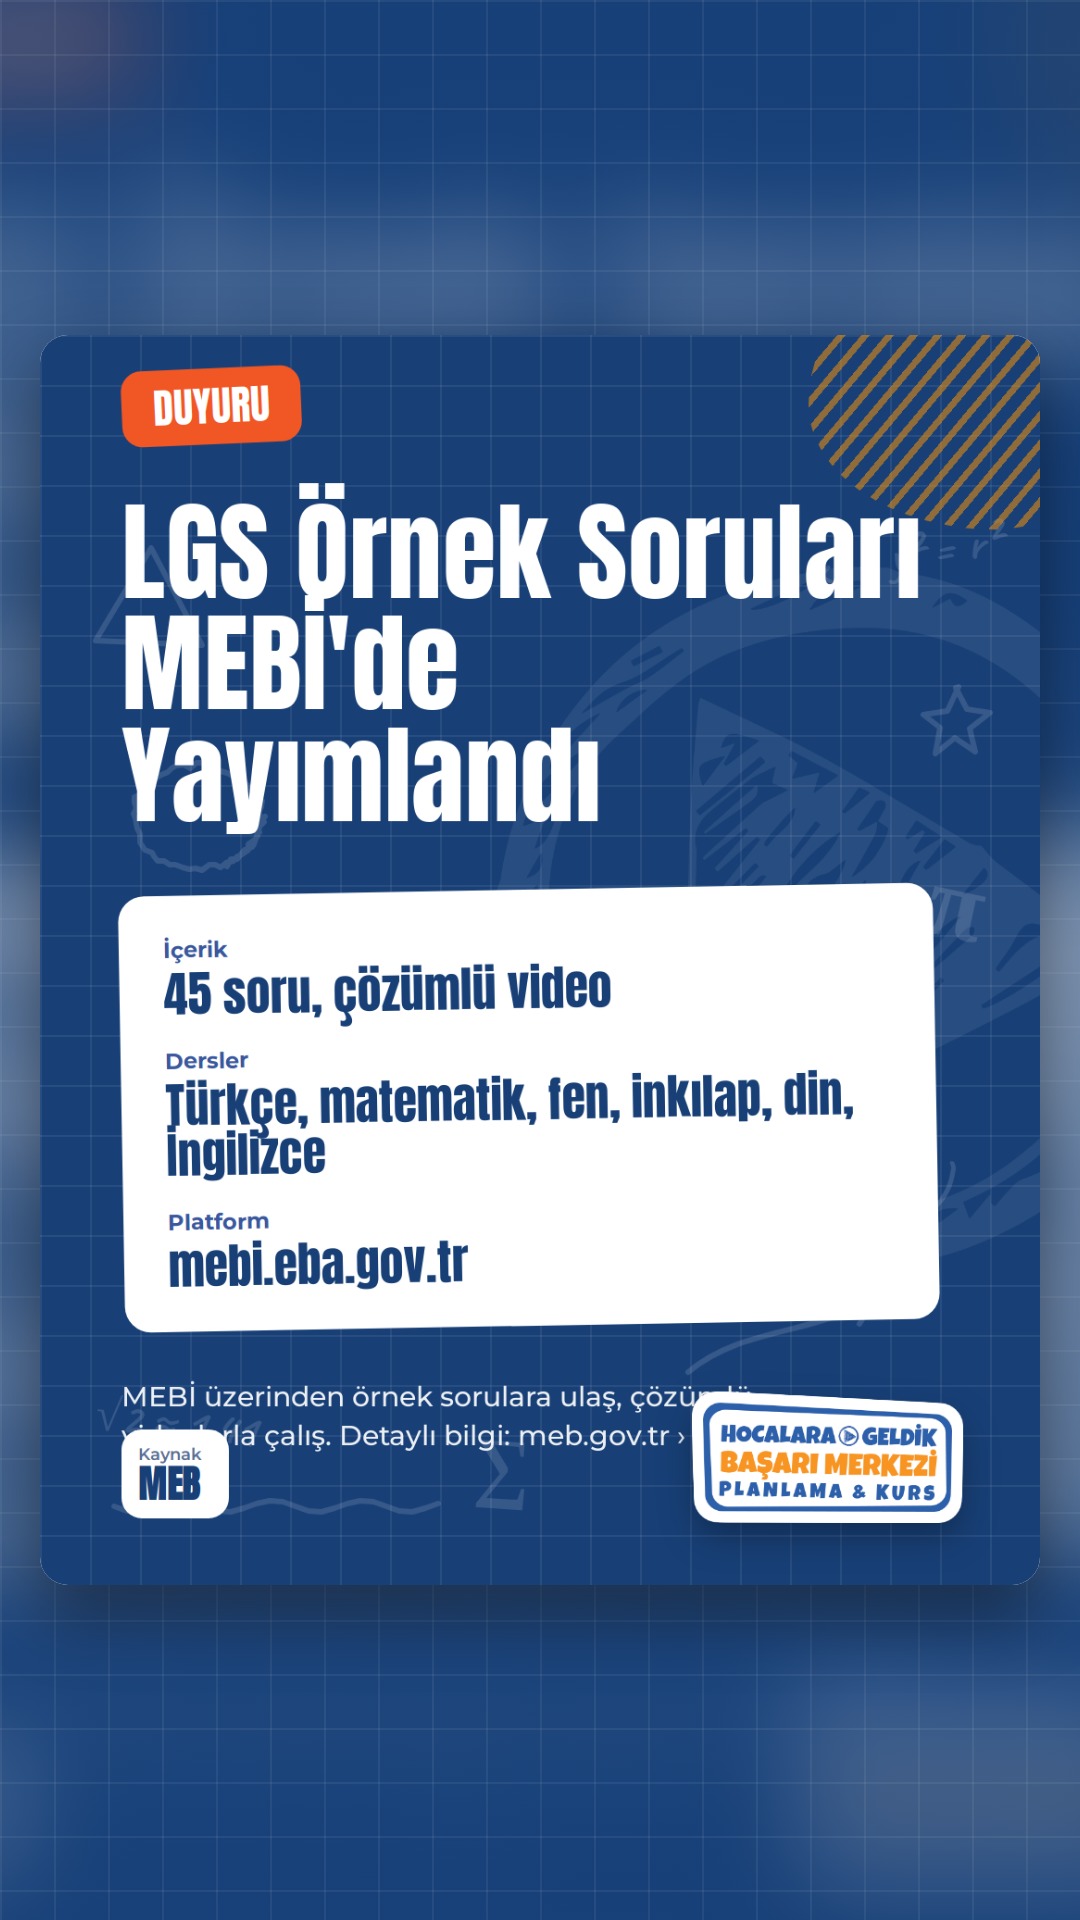 DUYURU
y² = r²
LGS Örnek Soruları
MEBİ'de
Yayımlandı
π
İçerik
45 soru, çözümlü video
Dersler
Türkçe, matematik, fen, inkılap, din,
İngilizce
Platform
mebi.eba.gov.tr
MEBİ üzerinden örnek sorulara ulaş,
çalış. Detaylı bilgi: meb.gov.tr ›
Kaynak
MEB
Σ
HOCALARA GELDİK
BAŞARI MERKEZİ
PLANLAMA & KURS